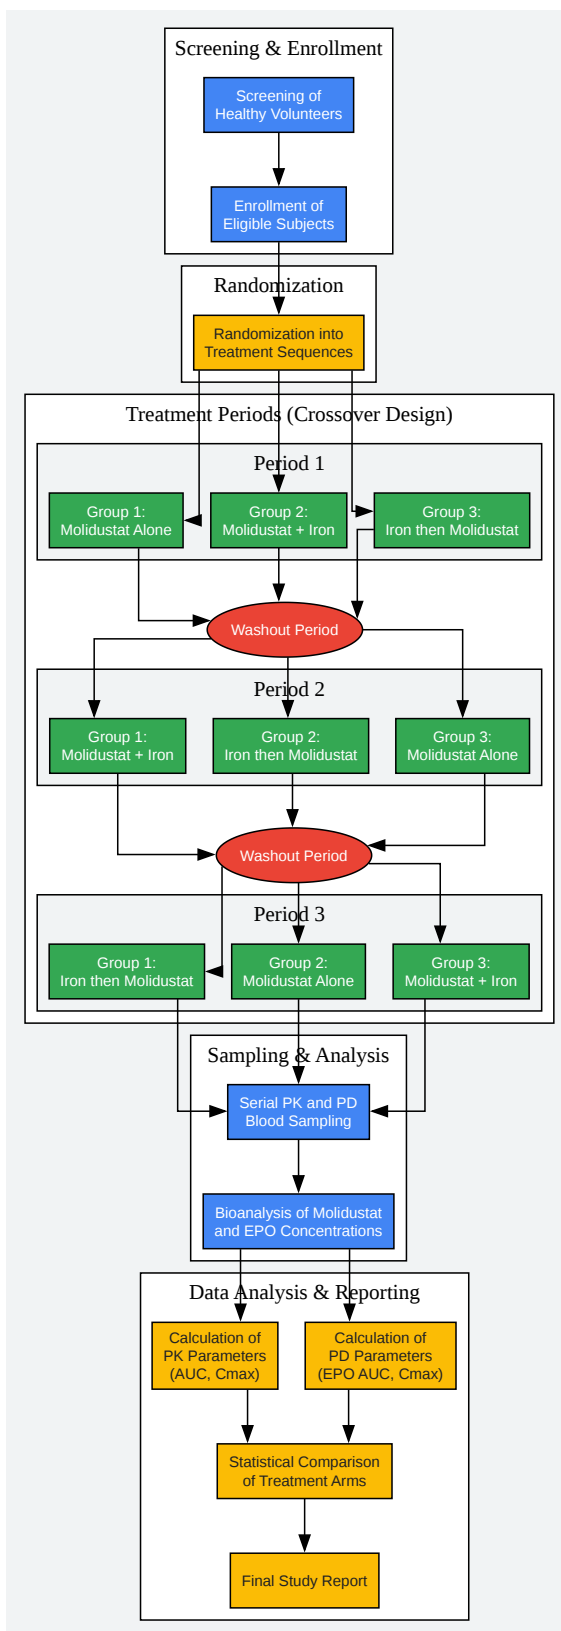 Screening & Enrollment
Screening of
Healthy Volunteers
Enrollment of
Eligible Subjects
Randomization
Randomization into
Treatment Sequences
Treatment Periods (Crossover Design)
Period 1
Group 1:
Molidustat Alone
Group 2:
Molidustat + Iron
Group 3:
Iron then Molidustat
Washout Period
Period 2
Group 1:
Molidustat + Iron
Group 2:
Iron then Molidustat
Group 3:
Molidustat Alone
Washout Period
Period 3
Group 1:
Iron then Molidustat
Group 2:
Molidustat Alone
Group 3:
Molidustat + Iron
Sampling & Analysis
Serial PK and PD
Blood Sampling
Bioanalysis of Molidustat
and EPO Concentrations
Data Analysis & Reporting
Calculation of
PK Parameters
(AUC, Cmax)
Calculation of
PD Parameters
(EPO AUC, Cmax)
Statistical Comparison
of Treatment Arms
Final Study Report